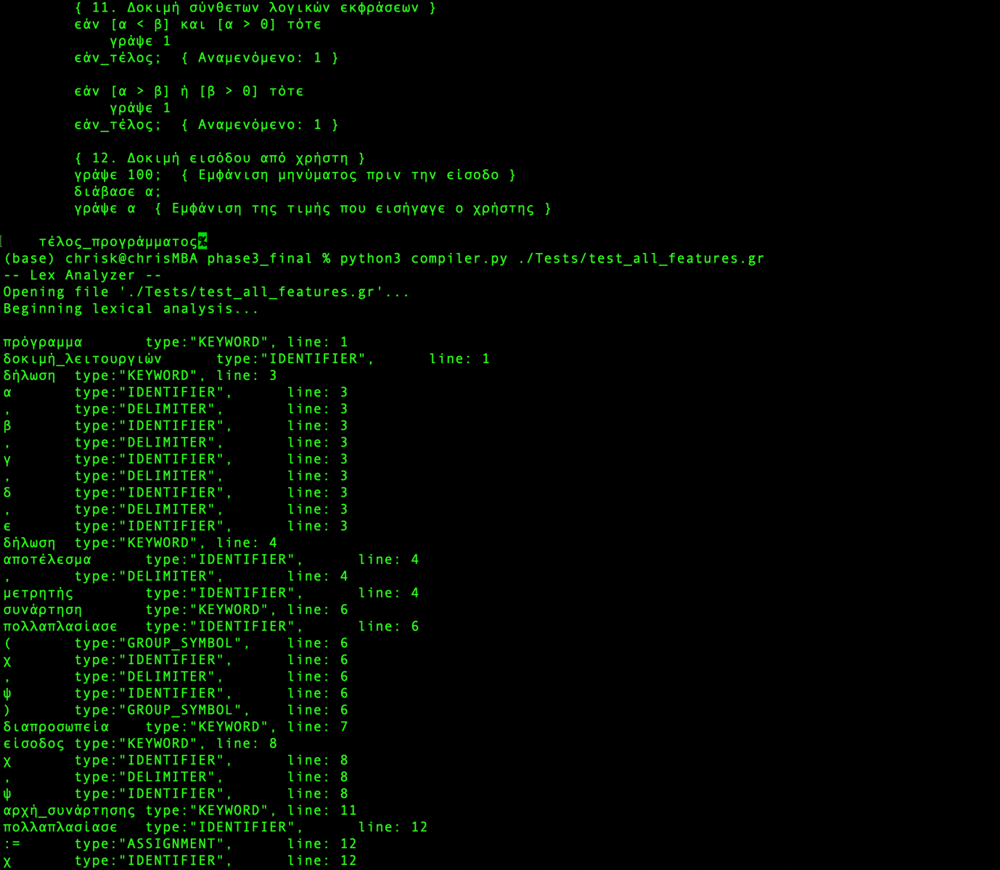 { 11. Δοκιμή σύνθετων λογικών εκφράσεων }
εάν [α < β] και [α > 0] τότε
γράψε 1
εάν_τέλος;  { Αναμενόμενο: 1 }
εάν [α > β] ή [β > 0] τότε
γράψε 1
εάν_τέλος;  { Αναμενόμενο: 1 }
{ 12. Δοκιμή εισόδου από χρήστη }
γράψε 100;  { Εμφάνιση μηνύματος πριν την είσοδο }
διάβασε α;
γράψε α  { Εμφάνιση της τιμής που εισήγαγε ο χρήστης }
τέλος_προγράμματος%
(base) chrisk@chrisMBA phase3_final % python3 compiler.py ./Tests/test_all_features.gr
-- Lex Analyzer --
Opening file './Tests/test_all_features.gr'...
Beginning lexical analysis...
πρόγραμμα type:"KEYWORD", line: 1
δοκιμή_λειτουργιών type:"IDENTIFIER", line: 1
δήλωση type:"KEYWORD", line: 3
α type:"IDENTIFIER", line: 3
, type:"DELIMITER", line: 3
β type:"IDENTIFIER", line: 3
, type:"DELIMITER", line: 3
γ type:"IDENTIFIER", line: 3
, type:"DELIMITER", line: 3
δ type:"IDENTIFIER", line: 3
, type:"DELIMITER", line: 3
ε type:"IDENTIFIER", line: 3
δήλωση type:"KEYWORD", line: 4
αποτέλεσμα type:"IDENTIFIER", line: 4
, type:"DELIMITER", line: 4
μετρητής type:"IDENTIFIER", line: 4
συνάρτηση type:"KEYWORD", line: 6
πολλαπλασίασε type:"IDENTIFIER", line: 6
( type:"GROUP_SYMBOL", line: 6
χ type:"IDENTIFIER", line: 6
, type:"DELIMITER", line: 6
ψ type:"IDENTIFIER", line: 6
) type:"GROUP_SYMBOL", line: 6
διαπροσωπεία type:"KEYWORD", line: 7
είσοδος type:"KEYWORD", line: 8
χ type:"IDENTIFIER", line: 8
, type:"DELIMITER", line: 8
ψ type:"IDENTIFIER", line: 8
αρχή_συνάρτησης type:"KEYWORD", line: 11
πολλαπλασίασε type:"IDENTIFIER", line: 12
:= type:"ASSIGNMENT", line: 12
χ type:"IDENTIFIER", line: 12